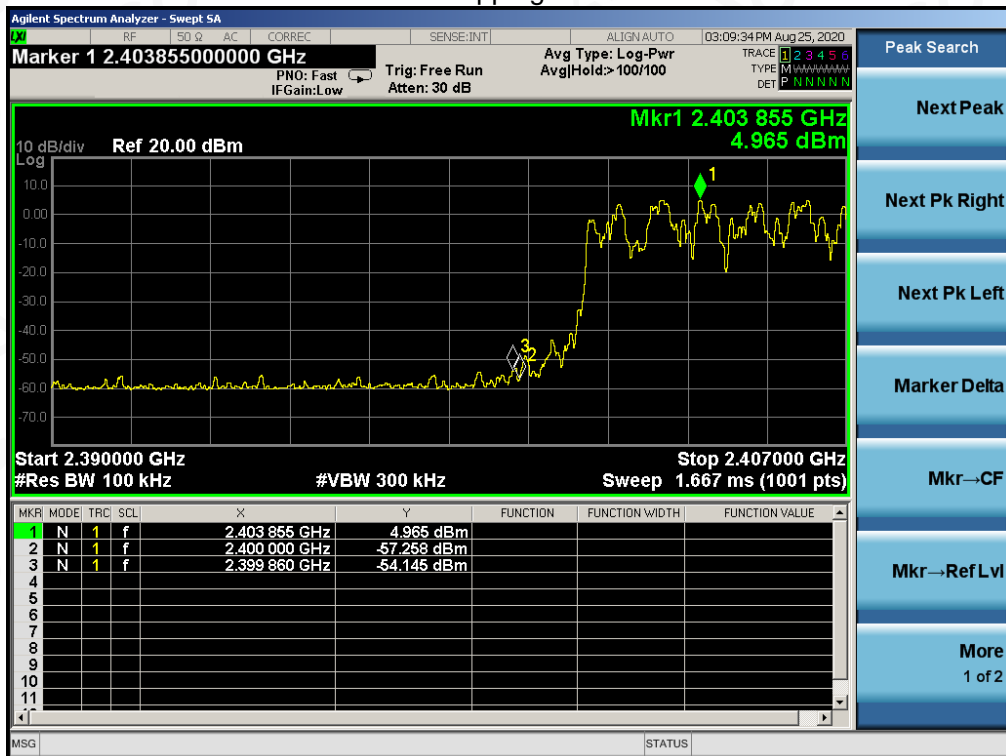 Agilent Spectrum Analyzer - Swept SA
LXI RF 50 Ω AC CORREC SENSE:INT ALIGN AUTO 03:09:34 PM Aug 25, 2020
Marker 1 2.403855000000 GHz
PNO: Fast
IFGain:Low
Trig: Free Run
Atten: 30 dB
Avg Type: Log-Pwr
Avg|Hold:> 100/100
TRACE 1 2 3 4 5 6
TYPE M WWWWW
DET P N N N N N
Mkr1 2.403 855 GHz
4.965 dBm
10 dB/div Ref 20.00 dBm
Log
10.0
0.00
-10.0
-20.0
-30.0
-40.0
-50.0
-60.0
-70.0
1
3
2
Start 2.390000 GHz
Stop 2.407000 GHz
#Res BW 100 kHz
#VBW 300 kHz
Sweep 1.667 ms (1001 pts)
MKR MODE TRC SCL X Y FUNCTION FUNCTION WIDTH FUNCTION VALUE
1 N 1 f 2.403 855 GHz 4.965 dBm
2 N 1 f 2.400 000 GHz -57.258 dBm
3 N 1 f 2.399 860 GHz -54.145 dBm
4
5
6
7
8
9
10
11
MSG
STATUS
Peak Search
Next Peak
Next Pk Right
Next Pk Left
Marker Delta
Mkr→CF
Mkr→Ref Lvl
More
1 of 2